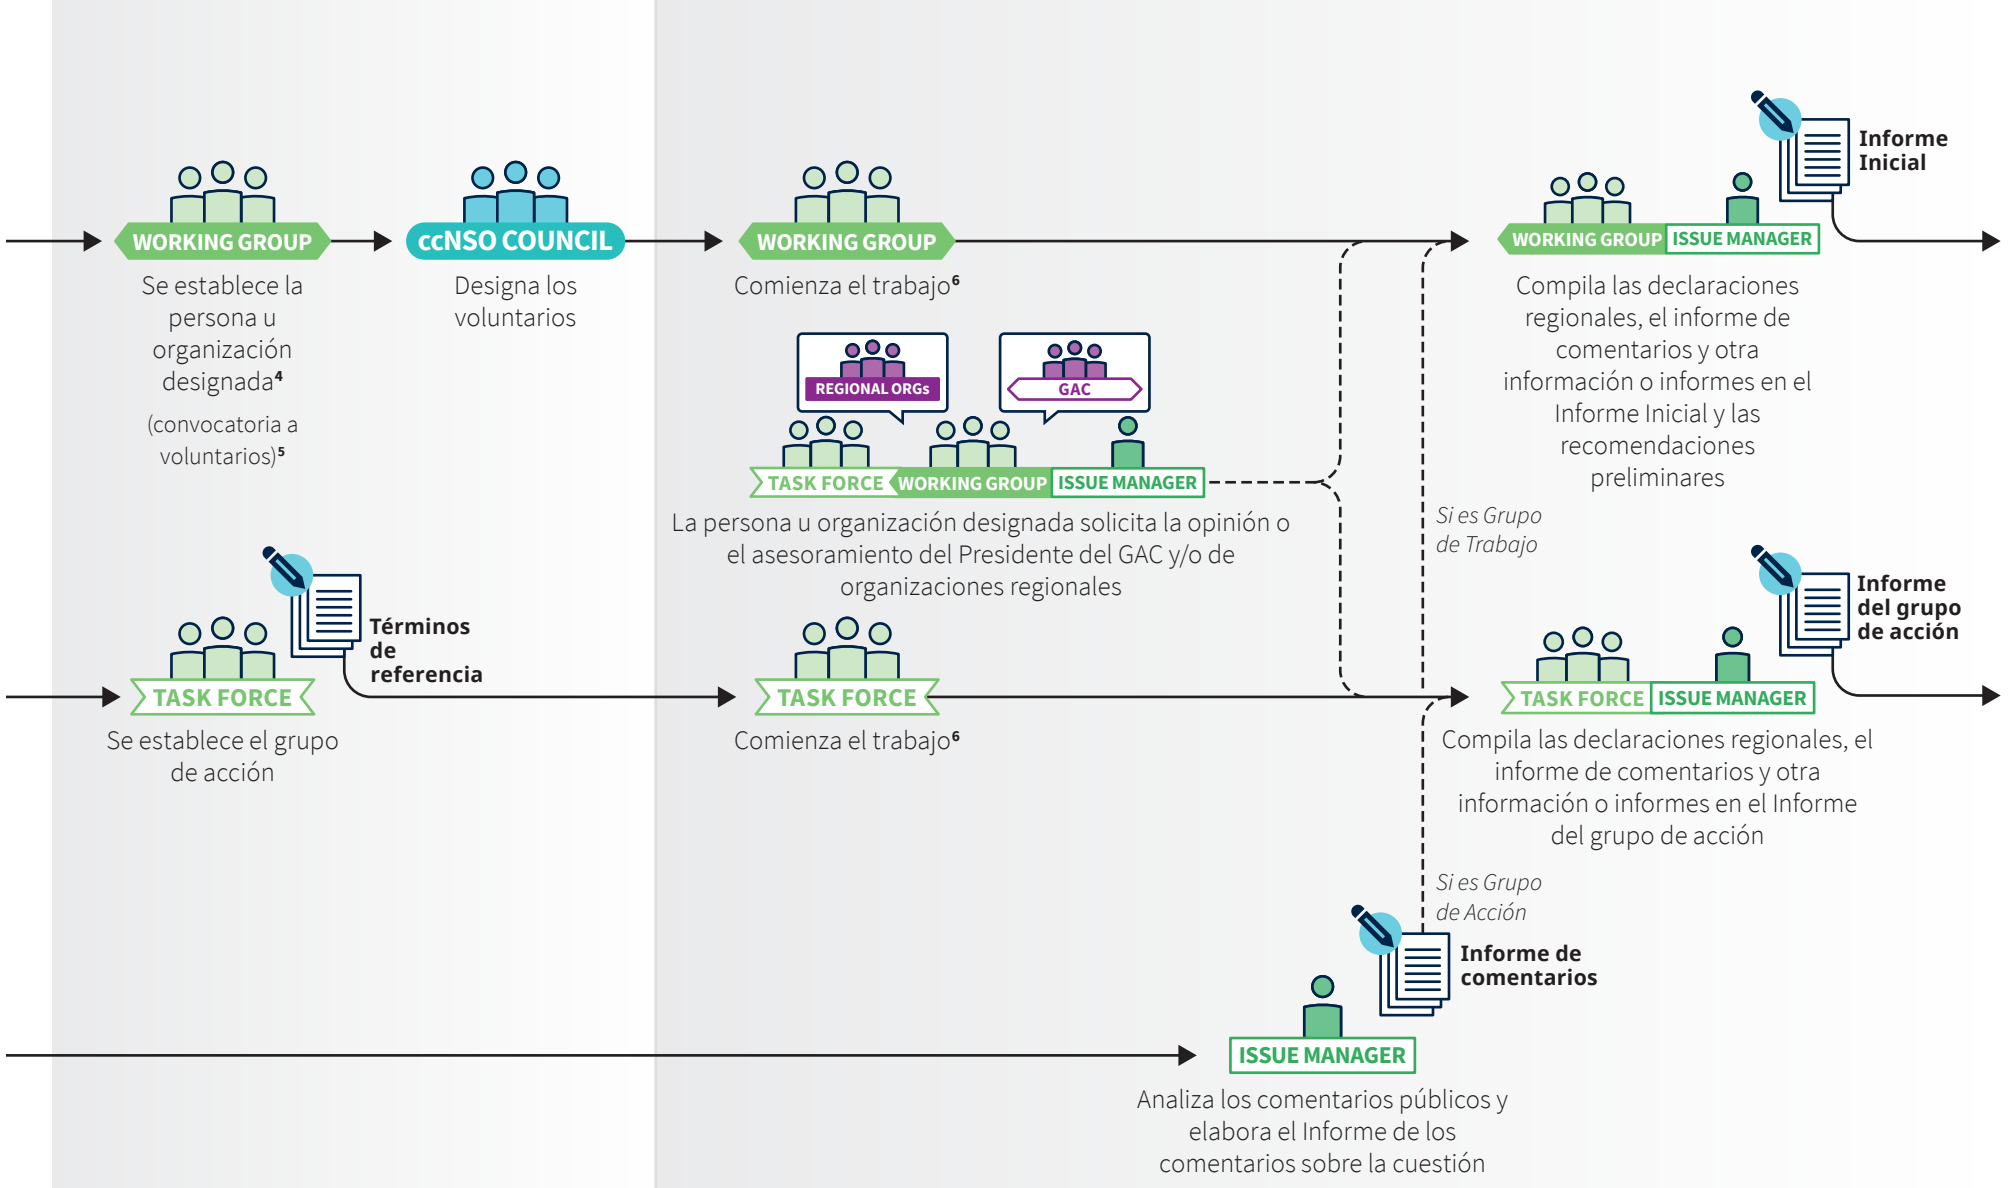 Informe
Inicial
WORKING GROUP
Se establece la
persona u
organización
designada4
(convocatoria a
voluntarios)5
ccNSO COUNCIL
Designa los
voluntarios
WORKING GROUP
Comienza el trabajo6
WORKING GROUP
ISSUE MANAGER
Compila las declaraciones
regionales, el informe de
comentarios y otra
información o informes en el
Informe Inicial y las
recomendaciones
preliminares
REGIONAL ORGs
GAC
TASK FORCE
WORKING GROUP
ISSUE MANAGER
La persona u organización designada solicita la opinión o
el asesoramiento del Presidente del GAC y/o de
organizaciones regionales
Si es Grupo
de Trabajo
Términos
de
referencia
TASK FORCE
Se establece el grupo
de acción
TASK FORCE
Comienza el trabajo6
Informe
del grupo
de acción
TASK FORCE
ISSUE MANAGER
Compila las declaraciones regionales, el
informe de comentarios y otra
información o informes en el Informe
del grupo de acción
Si es Grupo
de Acción
Informe de
comentarios
ISSUE MANAGER
Analiza los comentarios públicos y
elabora el Informe de los
comentarios sobre la cuestión